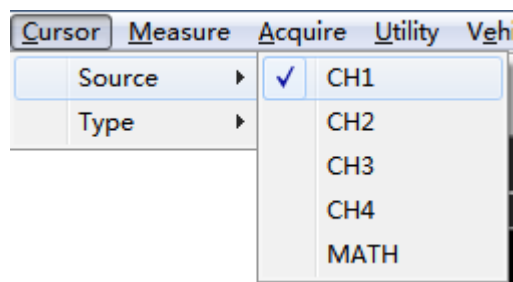 Cursor Measure Acquire Utility Vehi
Source CH1
Type CH2
CH3
CH4
MATH